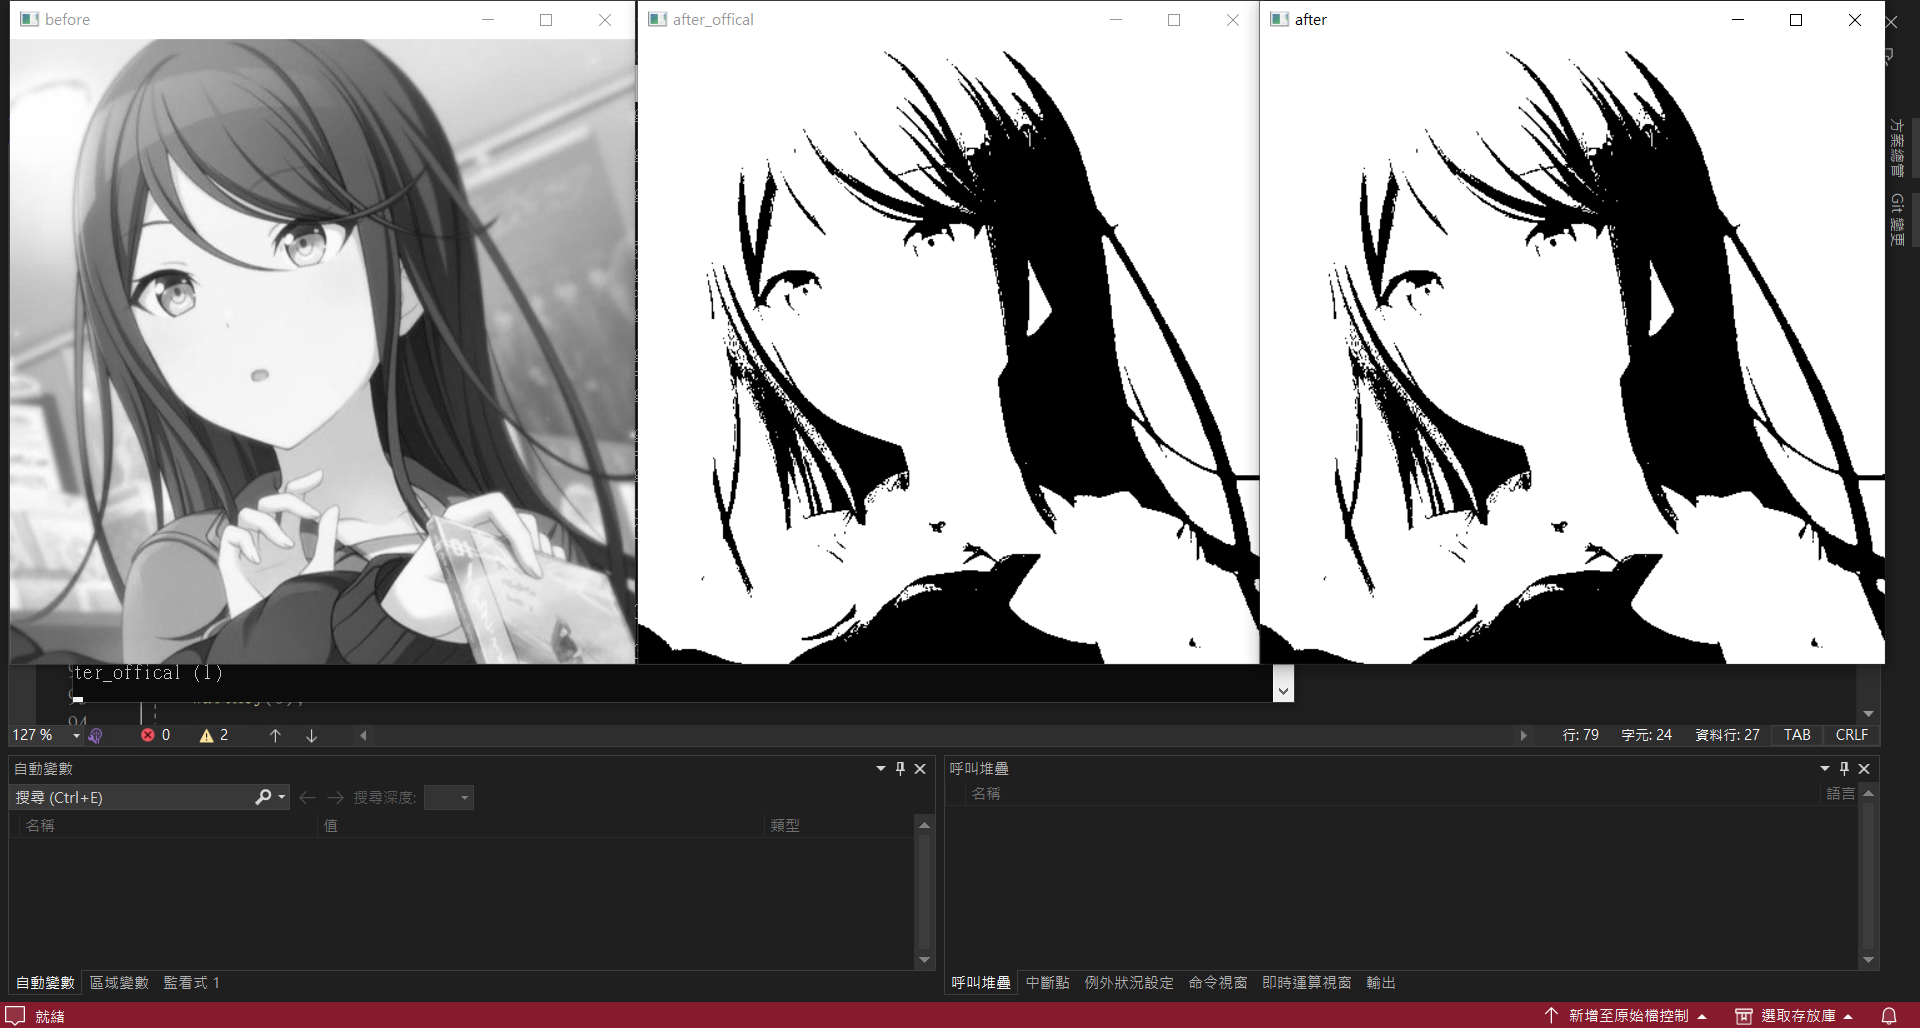 before
after_offical
after
方案總管
Git 變更
ter_offical (1)
94
127 %
0
2
行: 79
字元: 24
資料行: 27
TAB
CRLF
自動變數
搜尋 (Ctrl+E)
搜尋深度:
名稱
值
類型
自動變數
區域變數
監看式 1
呼叫堆疊
名稱
語言
呼叫堆疊
中斷點
例外狀況設定
命令視窗
即時運算視窗
輸出
就緒
新增至原始檔控制
選取存放庫